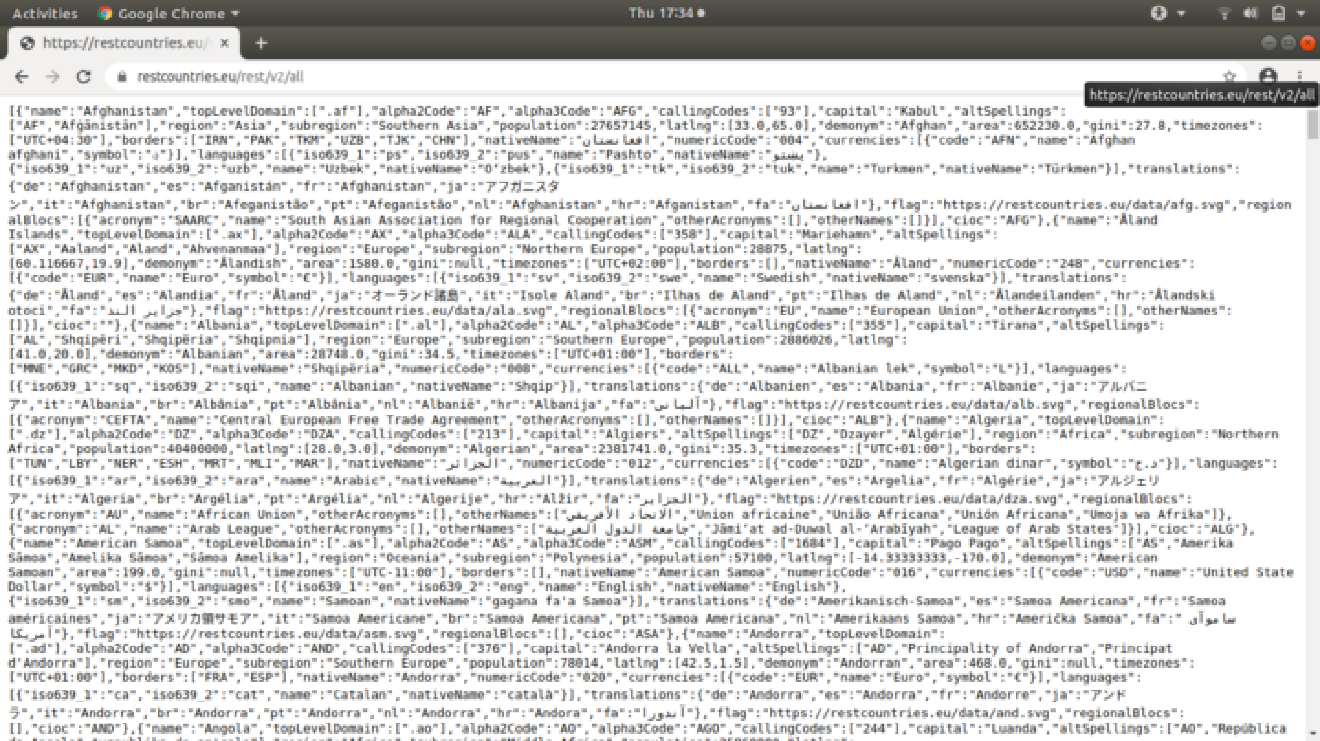 Activities
Google Chrome
Thu 17:34
https://restcountries.eu/
restcountries.eu/rest/v2/all
https://restcountries.eu/rest/v2/all
[{"name":"Afghanistan","topLevelDomain":[".af"],"alpha2Code":"AF","alpha3Code":"AFG","callingCodes":["93"],"capital":"Kabul","altSpellings":
["AF","Afġānistān"],"region":"Asia","subregion":"Southern Asia","population":27657145,"latlng":[33.0,65.0],"demonym":"Afghan","area":652230.0,"gini":27.8,"timezones":
["UTC+04:30"],"borders":["IRN","PAK","TKM","UZB","TJK","CHN"],"nativeName":"افغانستان","numericCode":"004","currencies":[{"code":"AFN","name":"Afghan
afghani","symbol":"؋"}],"languages":[{"iso639_1":"ps","iso639_2":"pus","name":"Pashto","nativeName":"پښتو"},
{"iso639_1":"uz","iso639_2":"uzb","name":"Uzbek","nativeName":"Oʻzbek"},{"iso639_1":"tk","iso639_2":"tuk","name":"Turkmen","nativeName":"Türkmen"}],"translations":
{"de":"Afghanistan","es":"Afganistán","fr":"Afghanistan","ja":"アフガニスタ
ン","it":"Afghanistan","br":"Afeganistão","pt":"Afeganistão","nl":"Afghanistan","hr":"Afganistan","fa":"افغانستان"},"flag":"https://restcountries.eu/data/afg.svg","region
alBlocs":[{"acronym":"SAARC","name":"South Asian Association for Regional Cooperation","otherAcronyms":[],"otherNames":[]}],"cioc":"AFG"},{"name":"Åland
Islands","topLevelDomain":[".ax"],"alpha2Code":"AX","alpha3Code":"ALA","callingCodes":["358"],"capital":"Mariehamn","altSpellings":
["AX","Aaland","Aland","Ahvenanmaa"],"region":"Europe","subregion":"Northern Europe","population":28875,"latlng":
[60.116667,19.9],"demonym":"Ålandish","area":1580.0,"gini":null,"timezones":["UTC+02:00"],"borders":[],"nativeName":"Åland","numericCode":"248","currencies":
[{"code":"EUR","name":"Euro","symbol":"€"}],"languages":[{"iso639_1":"sv","iso639_2":"swe","name":"Swedish","nativeName":"svenska"}],"translations":
{"de":"Åland","es":"Alandia","fr":"Åland","ja":"オーランド諸島","it":"Isole Aland","br":"Ilhas de Aland","pt":"Ilhas de Aland","nl":"Ålandeilanden","hr":"Ålandski
otoci","fa":"جزایر الند"},"flag":"https://restcountries.eu/data/ala.svg","regionalBlocs":[{"acronym":"EU","name":"European Union","otherAcronyms":[],"otherNames":
[]}],"cioc":""},{"name":"Albania","topLevelDomain":[".al"],"alpha2Code":"AL","alpha3Code":"ALB","callingCodes":["355"],"capital":"Tirana","altSpellings":
["AL","Shqipëri","Shqipëria","Shqipnia"],"region":"Europe","subregion":"Southern Europe","population":2886026,"latlng":
[41.0,20.0],"demonym":"Albanian","area":28748.0,"gini":34.5,"timezones":["UTC+01:00"],"borders":
["MNE","GRC","MKD","KOS"],"nativeName":"Shqipëria","numericCode":"008","currencies":[{"code":"ALL","name":"Albanian lek","symbol":"L"}],"languages":
[{"iso639_1":"sq","iso639_2":"sqi","name":"Albanian","nativeName":"Shqip"}],"translations":{"de":"Albanien","es":"Albania","fr":"Albanie","ja":"アルバニ
ア","it":"Albania","br":"Albânia","pt":"Albânia","nl":"Albanië","hr":"Albanija","fa":"آلبانی"},"flag":"https://restcountries.eu/data/alb.svg","regionalBlocs":
[{"acronym":"CEFTA","name":"Central European Free Trade Agreement","otherAcronyms":[],"otherNames":[]}],"cioc":"ALB"},{"name":"Algeria","topLevelDomain":
[".dz"],"alpha2Code":"DZ","alpha3Code":"DZA","callingCodes":["213"],"capital":"Algiers","altSpellings":["DZ","Dzayer","Algérie"],"region":"Africa","subregion":"Northern
Africa","population":40400000,"latlng":[28.0,3.0],"demonym":"Algerian","area":2381741.0,"gini":35.3,"timezones":["UTC+01:00"],"borders":
["TUN","LBY","NER","ESH","MRT","MLI","MAR"],"nativeName":"الجزائر","numericCode":"012","currencies":[{"code":"DZD","name":"Algerian dinar","symbol":"د.ج"}],"languages":
[{"iso639_1":"ar","iso639_2":"ara","name":"Arabic","nativeName":"العربية"}],"translations":{"de":"Algerien","es":"Argelia","fr":"Algérie","ja":"アルジェリ
ア","it":"Algeria","br":"Argélia","pt":"Argélia","nl":"Algerije","hr":"Alžir","fa":"الجزایر"},"flag":"https://restcountries.eu/data/dza.svg","regionalBlocs":
[{"acronym":"AU","name":"African Union","otherAcronyms":[],"otherNames":["الاتحاد الأفريقي","Union africaine","União Africana","Unión Africana","Umoja wa Afrika"]},
{"acronym":"AL","name":"Arab League","otherAcronyms":[],"otherNames":["جامعة الدول العربية","Jāmiʻat ad-Duwal al-ʻArabīyah","League of Arab States"]}],"cioc":"ALG"},
{"name":"American Samoa","topLevelDomain":[".as"],"alpha2Code":"AS","alpha3Code":"ASM","callingCodes":["1684"],"capital":"Pago Pago","altSpellings":["AS","Amerika
Sāmoa","Amelika Sāmoa","Sāmoa Amelika"],"region":"Oceania","subregion":"Polynesia","population":57100,"latlng":[-14.33333333,-170.0],"demonym":"American
Samoan","area":199.0,"gini":null,"timezones":["UTC-11:00"],"borders":[],"nativeName":"American Samoa","numericCode":"016","currencies":[{"code":"USD","name":"United State
Dollar","symbol":"$"}],"languages":[{"iso639_1":"en","iso639_2":"eng","name":"English","nativeName":"English"},
{"iso639_1":"sm","iso639_2":"smo","name":"Samoan","nativeName":"gagana fa'a Samoa"}],"translations":{"de":"Amerikanisch-Samoa","es":"Samoa Americana","fr":"Samoa
américaines","ja":"アメリカ領サモア","it":"Samoa Americane","br":"Samoa Americana","pt":"Samoa Americana","nl":"Amerikaans Samoa","hr":"Američka Samoa","fa":"ساموآی
آمریکا"},"flag":"https://restcountries.eu/data/asm.svg","regionalBlocs":[],"cioc":"ASA"},{"name":"Andorra","topLevelDomain":
[".ad"],"alpha2Code":"AD","alpha3Code":"AND","callingCodes":["376"],"capital":"Andorra la Vella","altSpellings":["AD","Principality of Andorra","Principat
d'Andorra"],"region":"Europe","subregion":"Southern Europe","population":78014,"latlng":[42.5,1.5],"demonym":"Andorran","area":468.0,"gini":null,"timezones":
["UTC+01:00"],"borders":["FRA","ESP"],"nativeName":"Andorra","numericCode":"020","currencies":[{"code":"EUR","name":"Euro","symbol":"€"}],"languages":
[{"iso639_1":"ca","iso639_2":"cat","name":"Catalan","nativeName":"català"}],"translations":{"de":"Andorra","es":"Andorra","fr":"Andorre","ja":"アンド
ラ","it":"Andorra","br":"Andorra","pt":"Andorra","nl":"Andorra","hr":"Andora","fa":"آندورا"},"flag":"https://restcountries.eu/data/and.svg","regionalBlocs":
[],"cioc":"AND"},{"name":"Angola","topLevelDomain":[".ao"],"alpha2Code":"AO","alpha3Code":"AGO","callingCodes":["244"],"capital":"Luanda","altSpellings":["AO","República